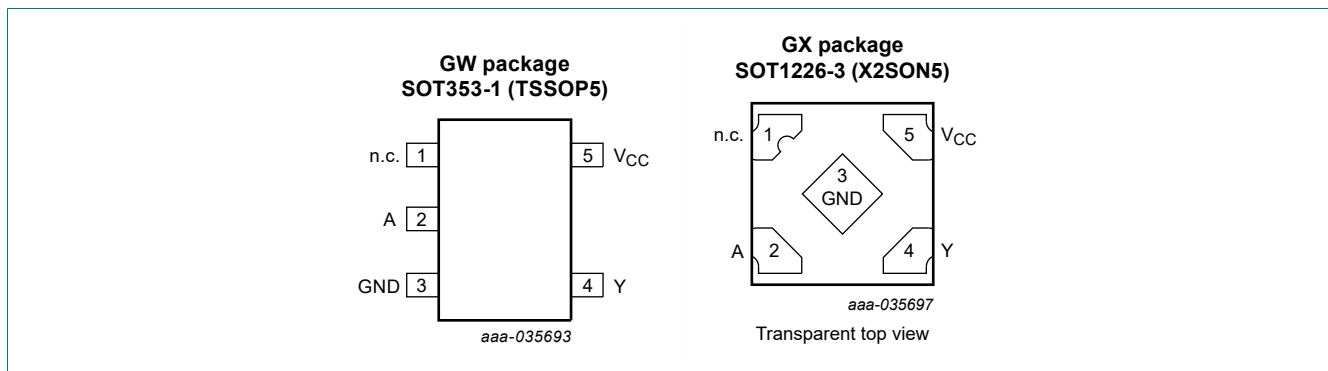 GW package
SOT353-1 (TSSOP5)
n.c. 1
5 VCC
A 2
GND 3
4 Y
aaa-035693
GX package
SOT1226-3 (X2SON5)
n.c. 1
5 VCC
3
GND
A 2
4 Y
aaa-035697
Transparent top view